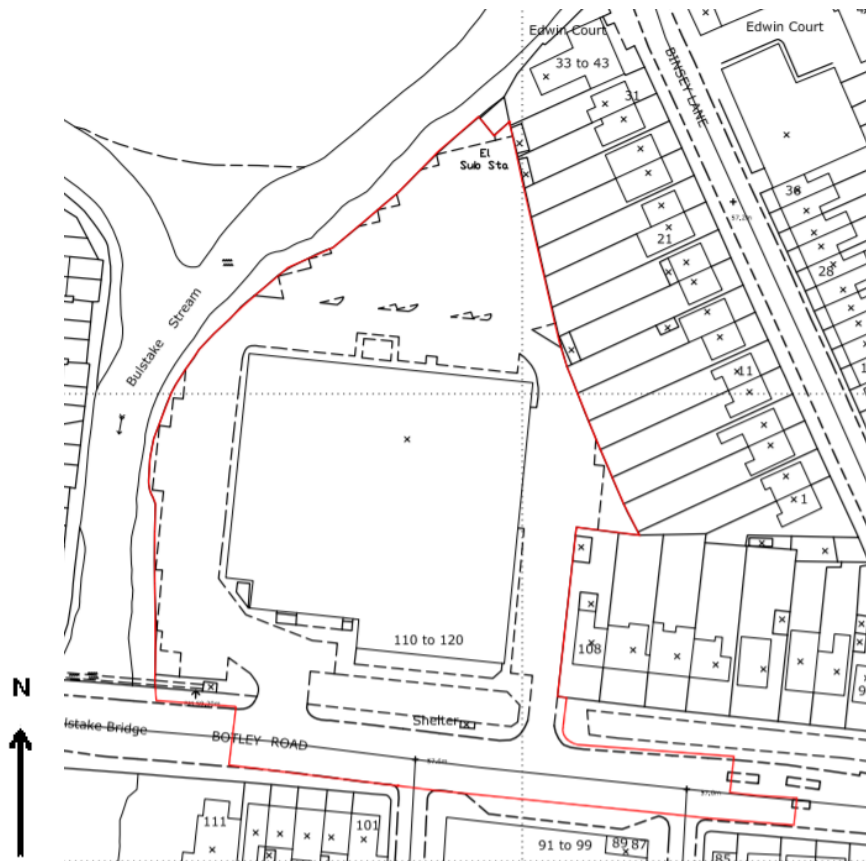 Edwin Court
33 to 43
Edwin Court
BINSEY LANE
31
El
Sub Sta
38
21
28
Bulstake Stream
11
1
110 to 120
108
N
Shelter
lstake Bridge
BOTLEY ROAD
111
101
91 to 99
89
87
85